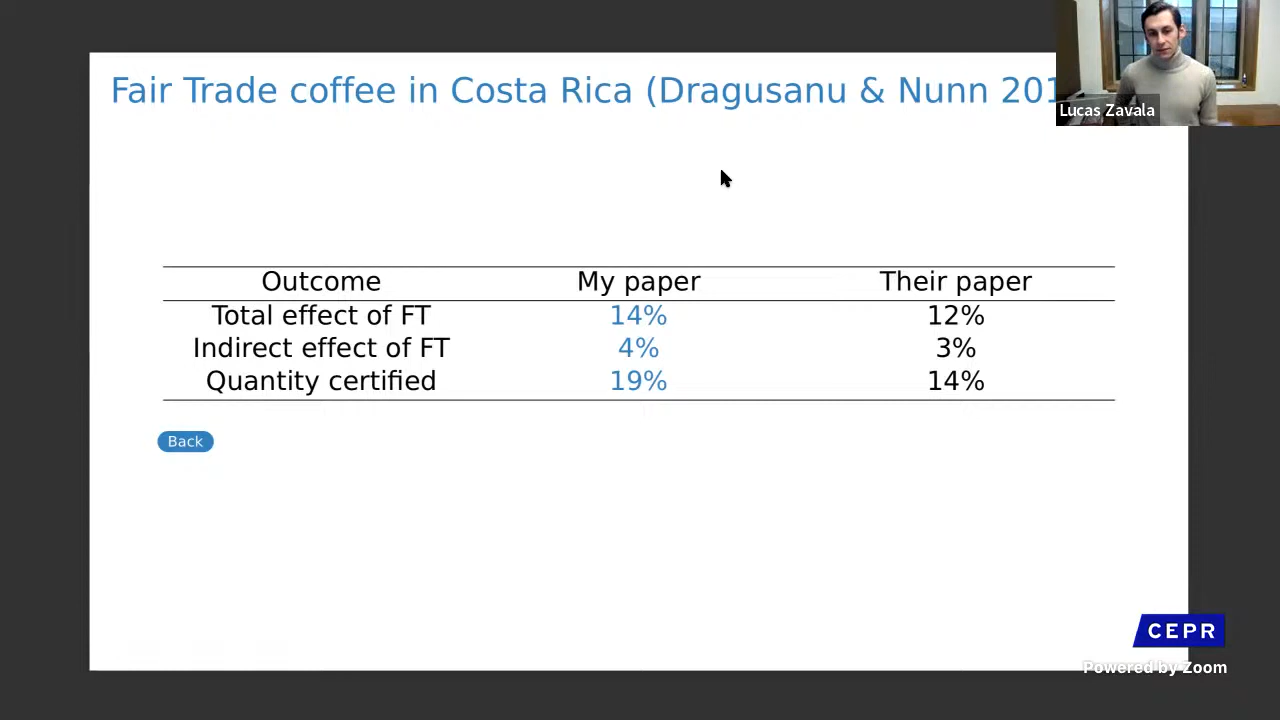 Fair Trade coffee in Costa Rica (Dragusanu & Nunn 201
Lucas Zavala
Outcome My paper Their paper
Total effect of FT 14% 12%
Indirect effect of FT 4% 3%
Quantity certified 19% 14%
Back
CEPR
Powered by Zoom